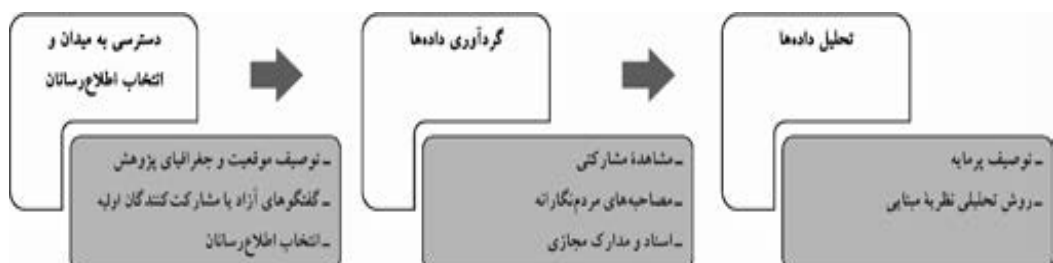 دسترسی به میدان و
انتخاب اطلاع‌رسانان
ـ توصیف موقعیت و جغرافیای پژوهش
ـ گفتگوهای آزاد با مشارکت‌کنندگان اولیه
ـ انتخاب اطلاع‌رسانان
گردآوری داده‌ها
ـ مشاهدهٔ مشارکتی
ـ مصاحبه‌های مردم‌نگارانه
ـ اسناد و مدارک مجازی
تحلیل داده‌ها
ـ توصیف پرمایه
ـ روش تحلیلی نظریهٔ مبنایی